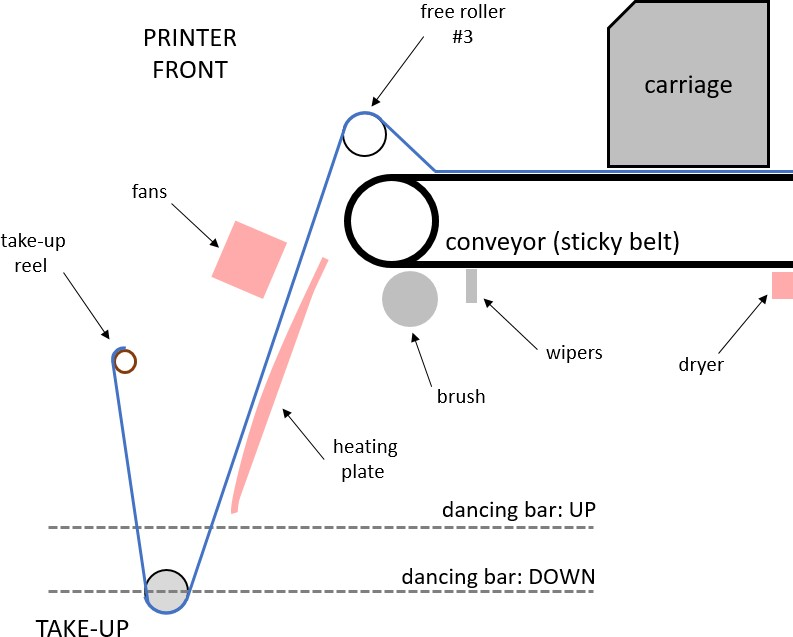 free roller
#3
PRINTER
FRONT
carriage
fans
take-up
reel
conveyor (sticky belt)
wipers
dryer
brush
heating
plate
dancing bar: UP
dancing bar: DOWN
TAKE-UP